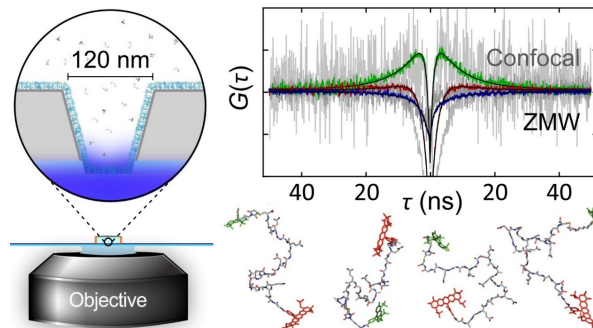 120 nm
Objective
G(τ)
Confocal
ZMW
40 20 20 40
τ (ns)